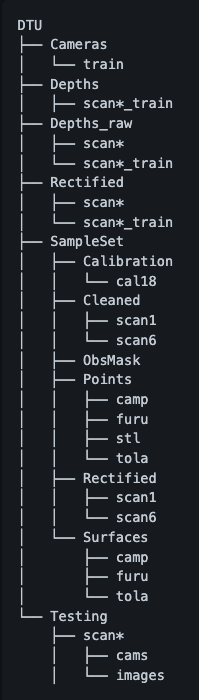 DTU
├── Cameras
│   └── train
├── Depths
│   ├── scan*_train
├── Depths_raw
│   ├── scan*
│   └── scan*_train
├── Rectified
│   ├── scan*
│   └── scan*_train
├── SampleSet
│   ├── Calibration
│   │   └── cal18
│   ├── Cleaned
│   │   ├── scan1
│   │   └── scan6
│   ├── ObsMask
│   ├── Points
│   │   ├── camp
│   │   ├── furu
│   │   ├── stl
│   │   └── tola
│   ├── Rectified
│   │   ├── scan1
│   │   └── scan6
│   └── Surfaces
│       ├── camp
│       ├── furu
│       └── tola
└── Testing
    ├── scan*
    │   ├── cams
    │   └── images